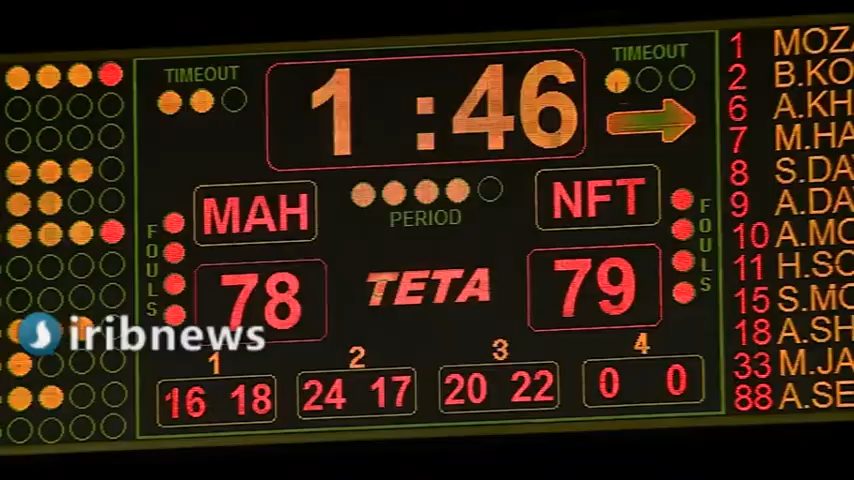 TIMEOUT
1 : 46
TIMEOUT
MAH
PERIOD
NFT
FOULS
78
TETA
79
FOULS
iribnews
1 2 3 4
16 18 24 17 20 22 0 0
1 MOZA
2 B.KO
6 A.KH
7 M.HA
8 S.DAV
9 A.DAV
10 A.MO
11 H.SO
15 S.MO
18 A.SH
33 M.JA
88 A.SE